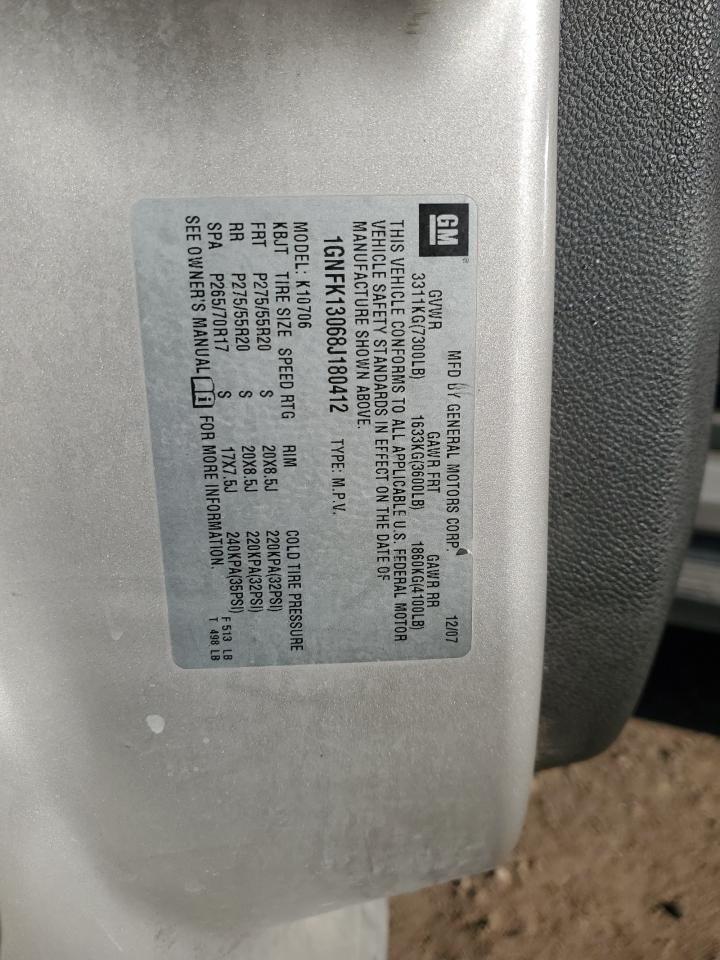 GM
MFD BY GENERAL MOTORS CORP. 12/07
GVWR GAWR FRT GAWR RR
3311KG(7300LB) 1633KG(3600LB) 1860KG(4100LB)
THIS VEHICLE CONFORMS TO ALL APPLICABLE U.S. FEDERAL MOTOR
VEHICLE SAFETY STANDARDS IN EFFECT ON THE DATE OF
MANUFACTURE SHOWN ABOVE.
1GNFK13068J180412 TYPE: M.P.V.
MODEL: K10706
KBJT TIRE SIZE SPEED RTG RIM COLD TIRE PRESSURE
FRT P275/55R20 S 20X8.5J 220KPA(32PSI)
RR P275/55R20 S 20X8.5J 220KPA(32PSI)
SPA P265/70R17 S 17X7.5J 240KPA(35PSI)
SEE OWNER'S MANUAL i FOR MORE INFORMATION.
F 513 LB
T 498 LB